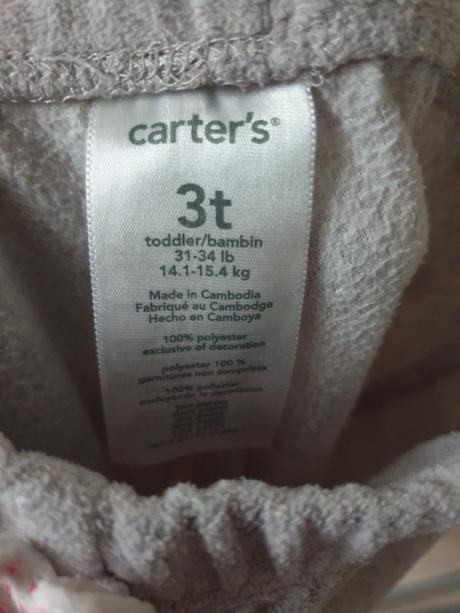 carter's®
3t
toddler/bambin
31-34 lb
14.1-15.4 kg
Made in Cambodia
Fabriqué au Cambodge
Hecho en Camboya
100% polyester
exclusive of decoration
polyester 100 %
garnitures non comprises
100% poliester
excluyendo la decoración